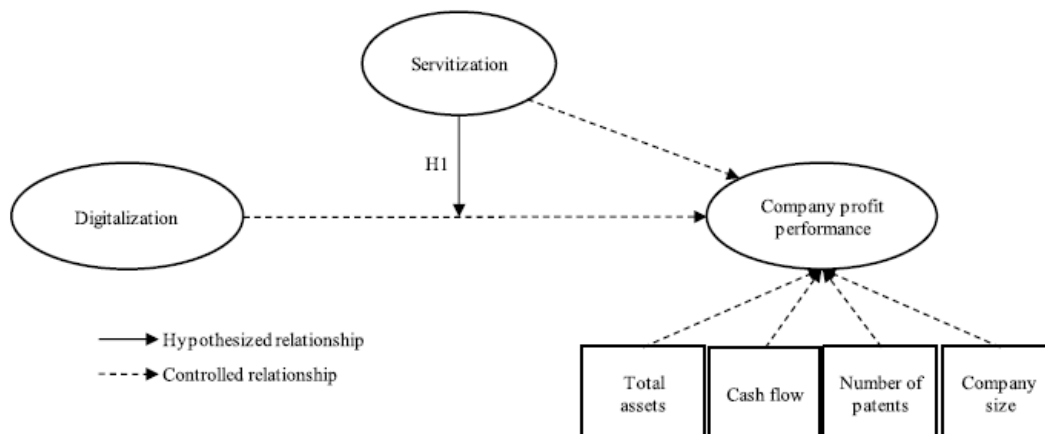 Servitization
H1
Digitalization
Company profit
performance
Hypothesized relationship
Controlled relationship
Total
assets
Cash flow
Number of
patents
Company
size